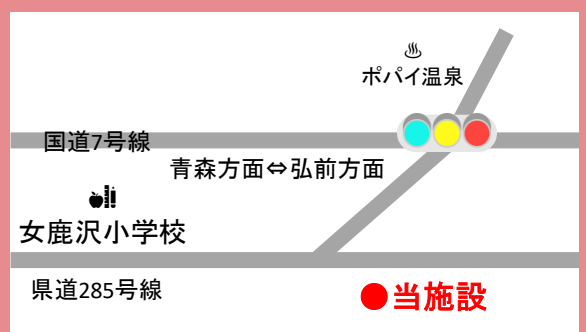 ポパイ温泉
国道7号線
青森方面⇔弘前方面
女鹿沢小学校
県道285号線
●当施設